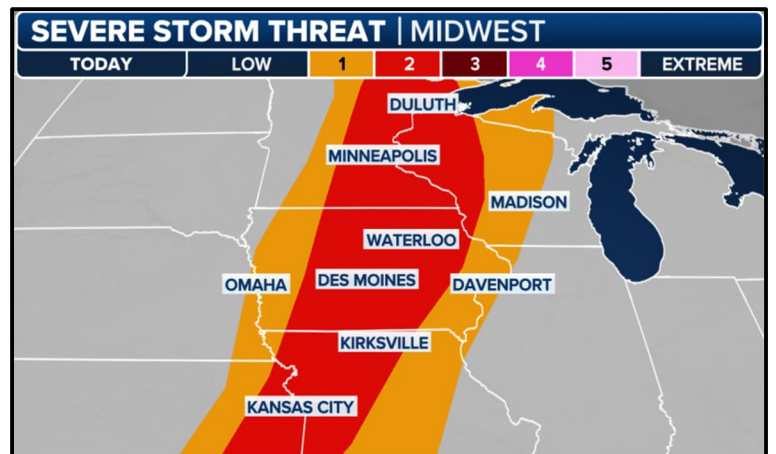 SEVERE STORM THREAT | MIDWEST
TODAY LOW 1 2 3 4 5 EXTREME
DULUTH
MINNEAPOLIS
MADISON
WATERLOO
OMAHA
DES MOINES
DAVENPORT
KIRKSVILLE
KANSAS CITY